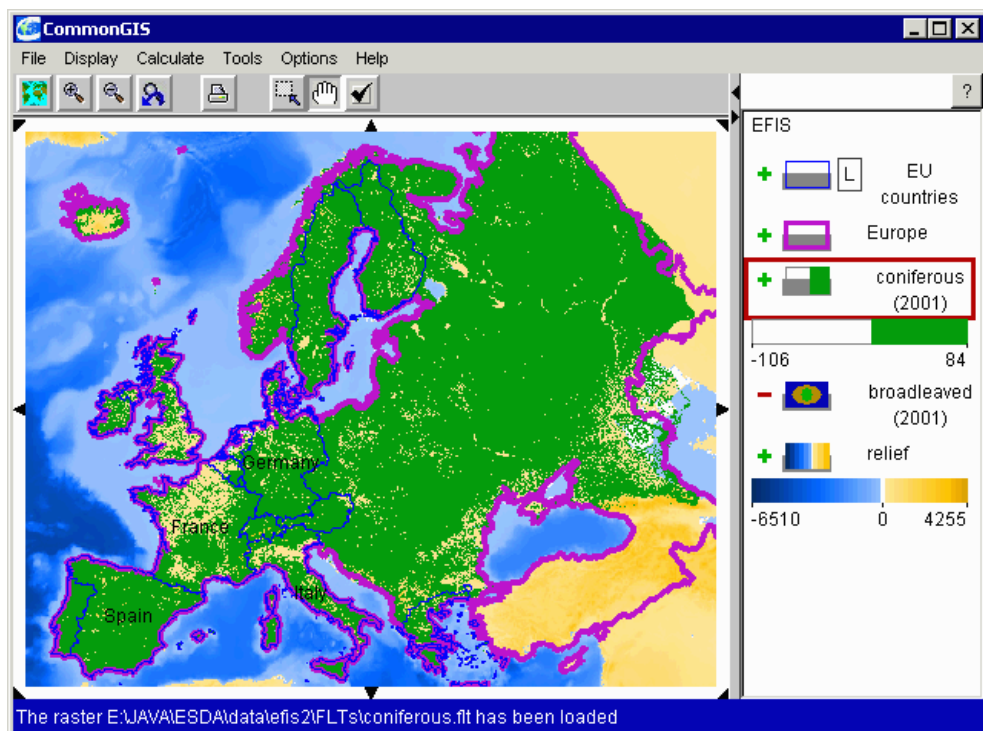 CommonGIS
File Display Calculate Tools Options Help
?
EFIS
L
EU
countries
Europe
coniferous
(2001)
-106 84
broadleaved
(2001)
relief
-6510 0 4255
Germany
France
Italy
Spain
The raster E:\JAVA\ESDA\data\efis2\FLTs\coniferous.flt has been loaded